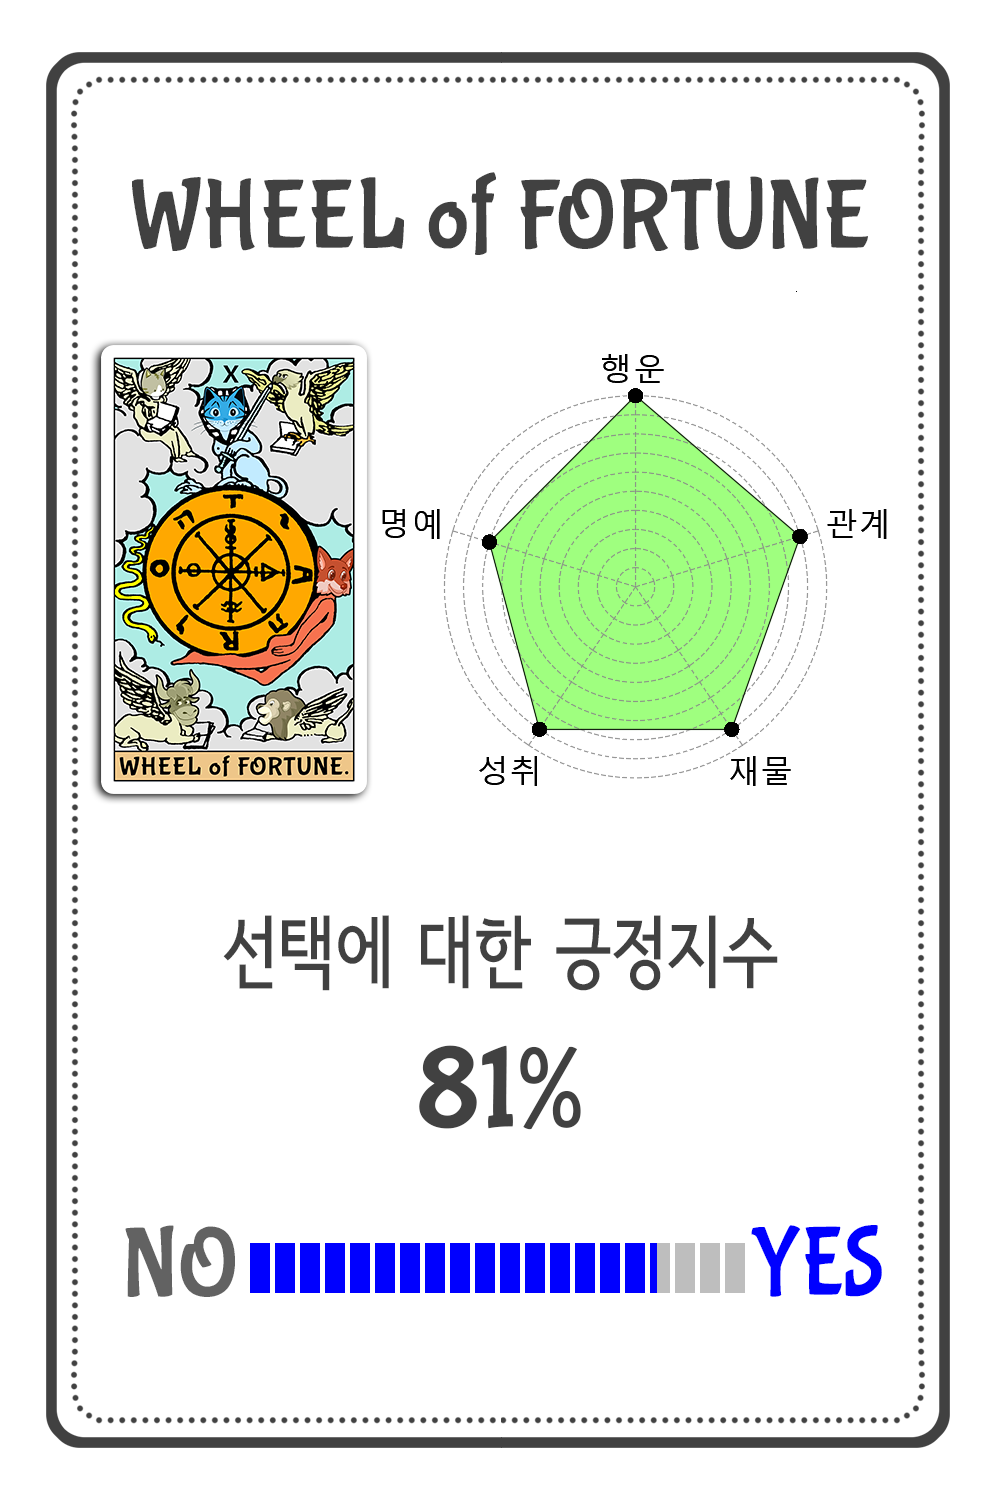 WHEEL of FORTUNE
X
T
A
R
O
WHEEL of FORTUNE.
행운
명예
관계
성취
재물
선택에 대한 긍정지수
81%
NO YES